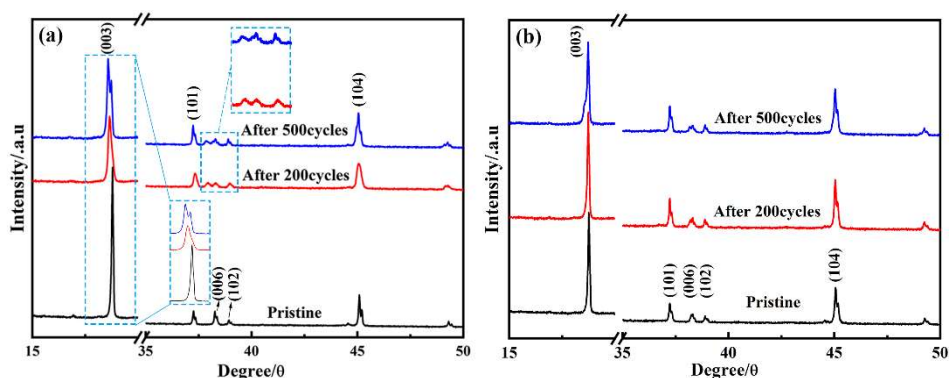 (a)
(003)
(101)
(104)
After 500cycles
After 200cycles
(006)
(102)
Pristine
Intensity/.a.u
15
35
40
45
50
Degree/θ
(b)
(003)
After 500cycles
After 200cycles
(101)
(006)
(102)
(104)
Pristine
Intensity/.a.u
15
35
40
45
50
Degree/θ